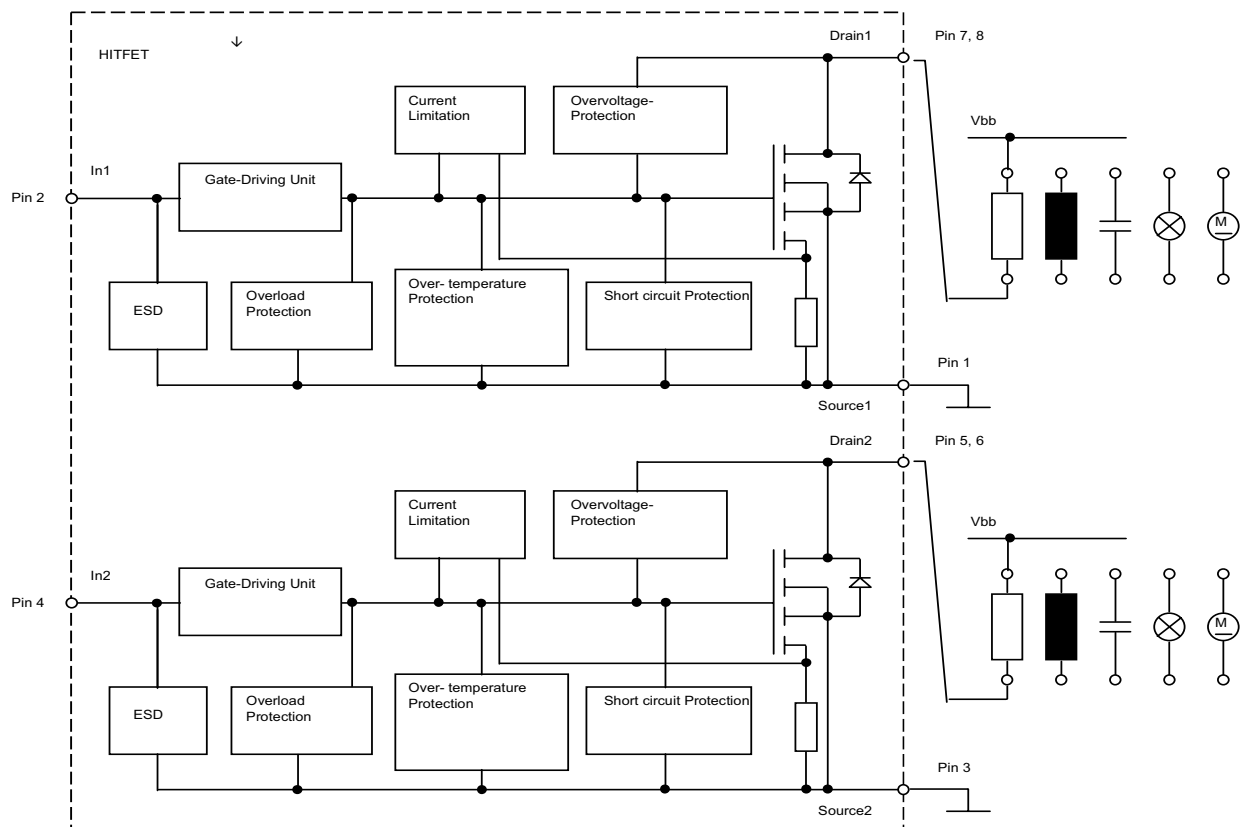 Drain1
Pin 7, 8
HITFET
Current
Limitation
Overvoltage-
Protection
Vbb
In1
Gate-Driving Unit
Pin 2
M
ESD
Overload
Protection
Over- temperature
Protection
Short circuit Protection
Pin 1
Source1
Drain2
Pin 5, 6
Current
Limitation
Overvoltage-
Protection
Vbb
In2
Gate-Driving Unit
Pin 4
M
ESD
Overload
Protection
Over- temperature
Protection
Short circuit Protection
Pin 3
Source2